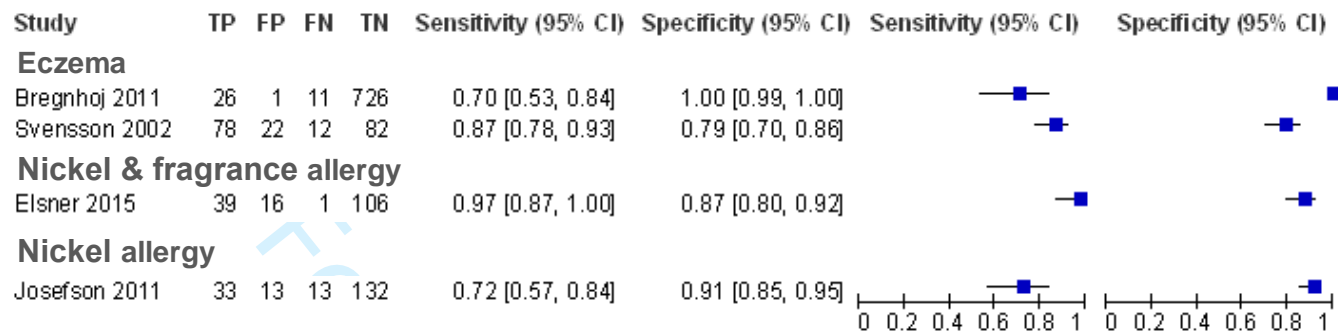 Study TP FP FN TN Sensitivity (95% CI) Specificity (95% CI) Sensitivity (95% CI) Specificity (95% CI)
Eczema
Bregnhoj 2011 26 1 11 726 0.70 [0.53, 0.84] 1.00 [0.99, 1.00]
Svensson 2002 78 22 12 82 0.87 [0.78, 0.93] 0.79 [0.70, 0.86]
Nickel & fragrance allergy
Elsner 2015 39 16 1 106 0.97 [0.87, 1.00] 0.87 [0.80, 0.92]
Nickel allergy
Josefson 2011 33 13 13 132 0.72 [0.57, 0.84] 0.91 [0.85, 0.95]
0 0.2 0.4 0.6 0.8 1 0 0.2 0.4 0.6 0.8 1